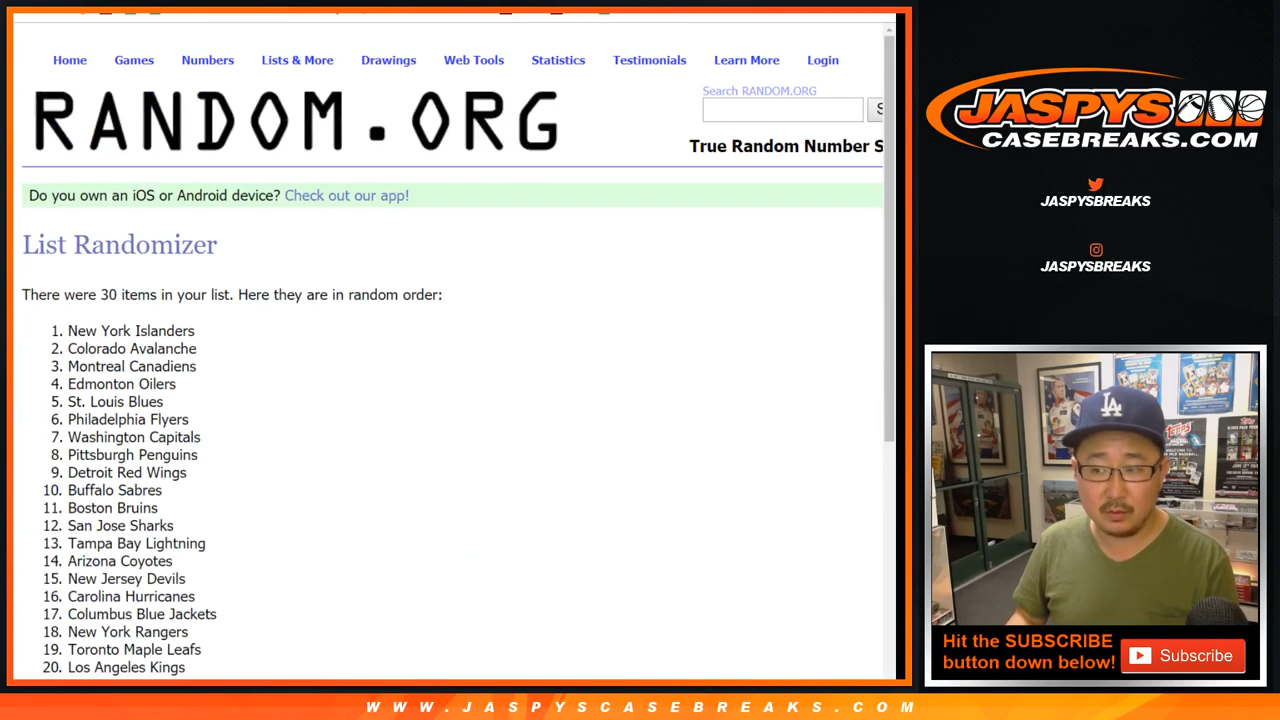 Home Games Numbers Lists & More Drawings Web Tools Statistics Testimonials Learn More Login
RANDOM.ORG
Search RANDOM.ORG
S
True Random Number S
Do you own an iOS or Android device? Check out our app!
List Randomizer
There were 30 items in your list. Here they are in random order:
1. New York Islanders
2. Colorado Avalanche
3. Montreal Canadiens
4. Edmonton Oilers
5. St. Louis Blues
6. Philadelphia Flyers
7. Washington Capitals
8. Pittsburgh Penguins
9. Detroit Red Wings
10. Buffalo Sabres
11. Boston Bruins
12. San Jose Sharks
13. Tampa Bay Lightning
14. Arizona Coyotes
15. New Jersey Devils
16. Carolina Hurricanes
17. Columbus Blue Jackets
18. New York Rangers
19. Toronto Maple Leafs
20. Los Angeles Kings
JASPYS
CASEBREAKS.COM
JASPYSBREAKS
JASPYSBREAKS
LA
TOPPS
Hit the SUBSCRIBE
button down below!
Subscribe
WWW.JASPYSCASEBREAKS.COM